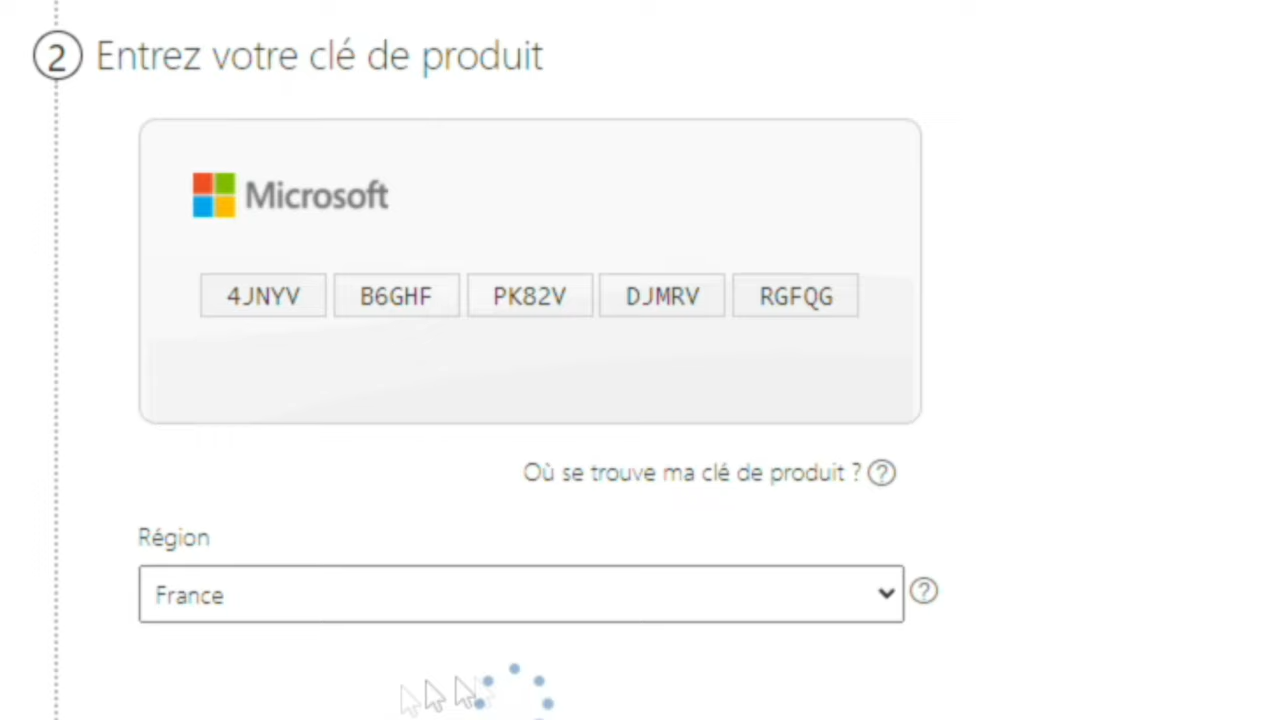 2 Entrez votre clé de produit
Microsoft
4JNYV B6GHF PK82V DJMRV RGFQG
Où se trouve ma clé de produit ? ?
Région
France ?